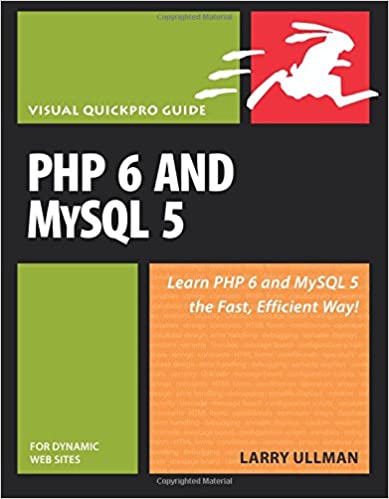 VISUAL QUICKPRO GUIDE
PHP 6 AND
MYSQL 5
Learn PHP 6 and MySQL 5
the Fast, Efficient Way!
FOR DYNAMIC
WEB SITES
LARRY ULLMAN